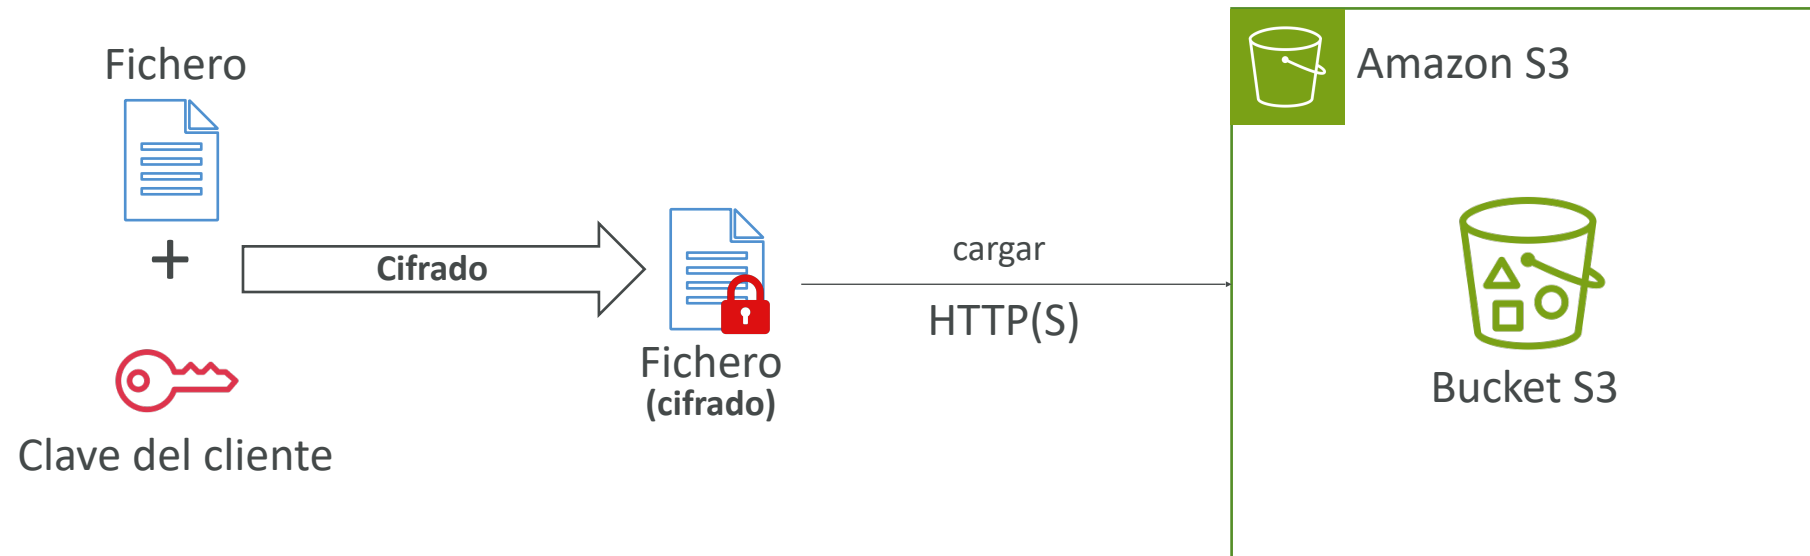 Fichero
+
Clave del cliente
Cifrado
Fichero
(cifrado)
cargar
HTTP(S)
Amazon S3
Bucket S3